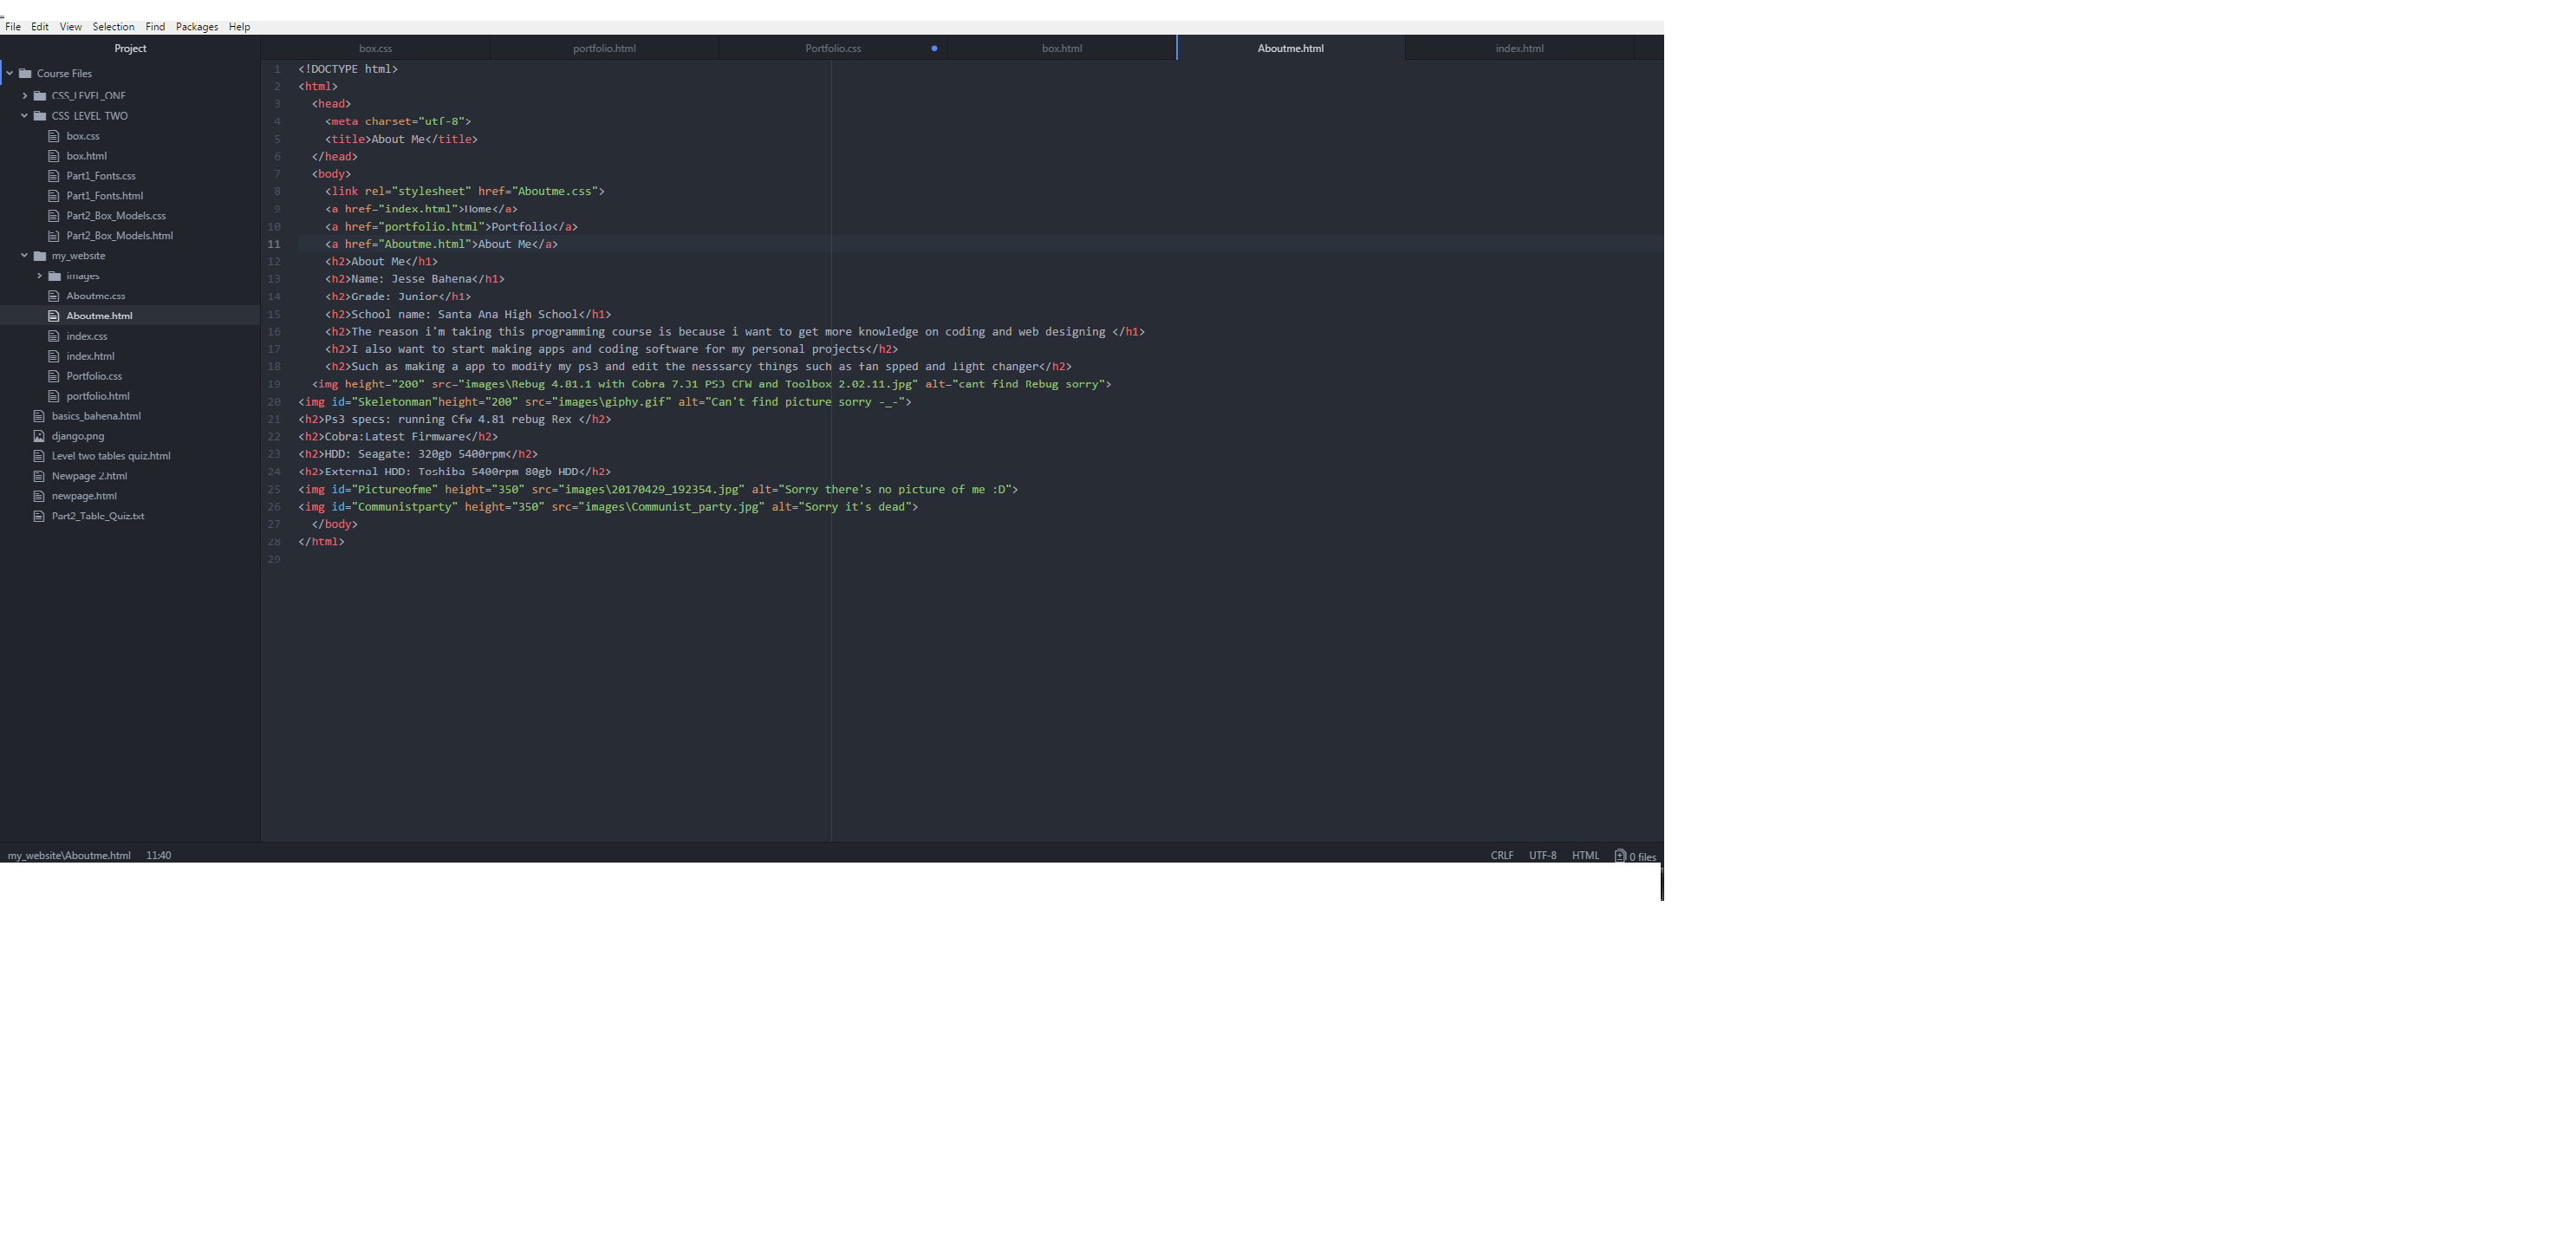 File Edit View Selection Find Packages Help
Project
box.css portfolio.html Portfolio.css box.html Aboutme.html index.html
Course Files
CSS_LEVEL_ONE
CSS_LEVEL_TWO
box.css
box.html
Part1_Fonts.css
Part1_Fonts.html
Part2_Box_Models.css
Part2_Box_Models.html
my_website
images
Aboutme.css
Aboutme.html
index.css
index.html
Portfolio.css
portfolio.html
basics_bahena.html
django.png
Level two tables quiz.html
Newpage 2.html
newpage.html
Part2_Table_Quiz.txt
1 <!DOCTYPE html>
2 <html>
3 <head>
4 <meta charset="utf-8">
5 <title>About Me</title>
6 </head>
7 <body>
8 <link rel="stylesheet" href="Aboutme.css">
9 <a href="index.html">Home</a>
10 <a href="portfolio.html">Portfolio</a>
11 <a href="Aboutme.html">About Me</a>
12 <h2>About Me</h1>
13 <h2>Name: Jesse Bahena</h1>
14 <h2>Grade: Junior</h1>
15 <h2>School name: Santa Ana High School</h1>
16 <h2>The reason i'm taking this programming course is because i want to get more knowledge on coding and web designing </h1>
17 <h2>I also want to start making apps and coding software for my personal projects</h2>
18 <h2>Such as making a app to modify my ps3 and edit the nesssarcy things such as fan spped and light changer</h2>
19 <img height="200" src="images\Rebug 4.81.1 with Cobra 7.31 PS3 CFW and Toolbox 2.02.11.jpg" alt="cant find Rebug sorry">
20 <img id="Skeletonman"height="200" src="images\giphy.gif" alt="Can't find picture sorry -_-">
21 <h2>Ps3 specs: running Cfw 4.81 rebug Rex </h2>
22 <h2>Cobra:Latest Firmware</h2>
23 <h2>HDD: Seagate: 320gb 5400rpm</h2>
24 <h2>External HDD: Toshiba 5400rpm 80gb HDD</h2>
25 <img id="Pictureofme" height="350" src="images\20170429_192354.jpg" alt="Sorry there's no picture of me :D">
26 <img id="Communistparty" height="350" src="images\Communist_party.jpg" alt="Sorry it's dead">
27 </body>
28 </html>
29
my_website\Aboutme.html 11:40 CRLF UTF-8 HTML 0 files